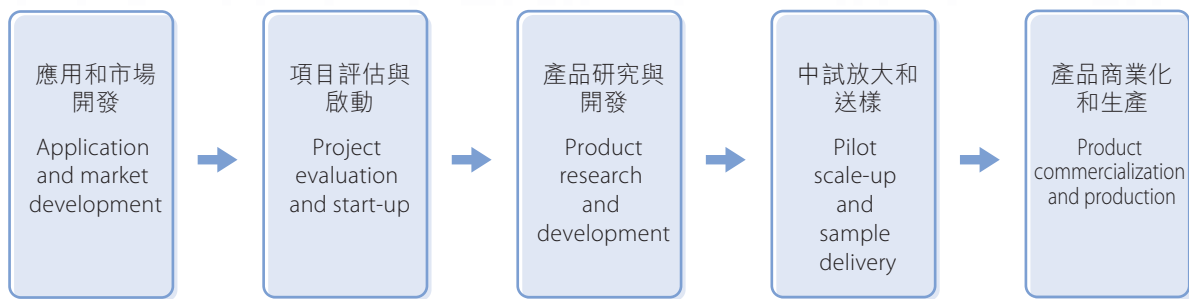 應用和市場
開發
Application
and market
development
項目評估與
啟動
Project
evaluation
and start-up
產品研究與
開發
Product
research
and
development
中試放大和
送樣
Pilot
scale-up
and
sample
delivery
產品商業化
和生產
Product
commercialization
and production